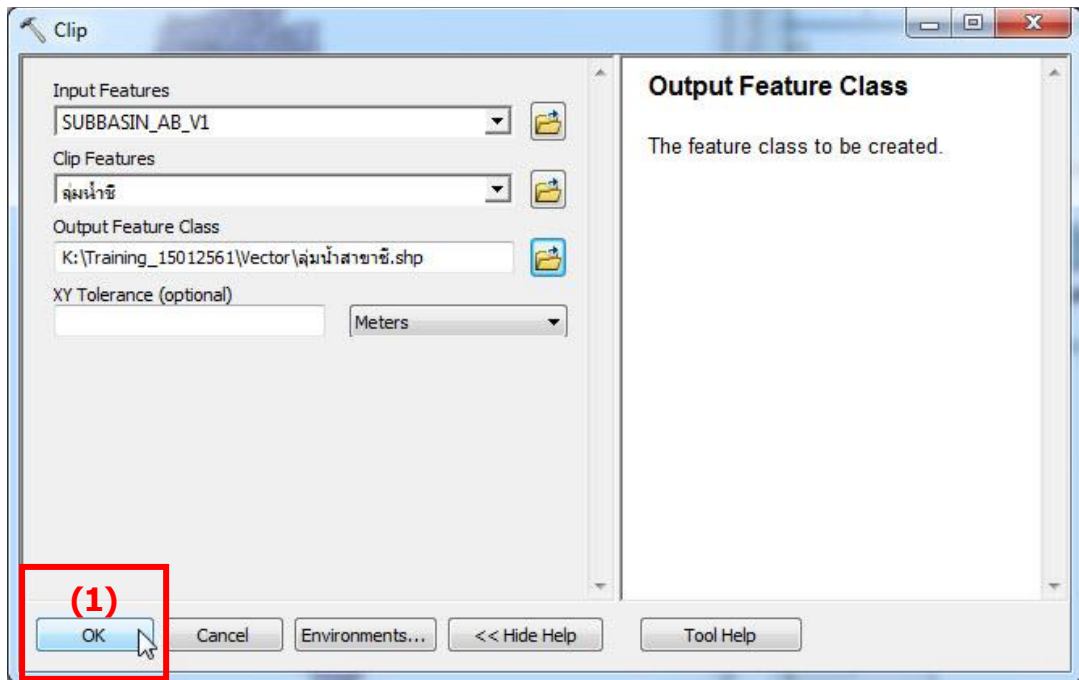 Clip
Input Features
SUBBASIN_AB_V1
Clip Features
ลุ่มน้ำชี
Output Feature Class
K:\Training_15012561\Vector\ลุ่มน้ำสาขาชี.shp
XY Tolerance (optional)
Meters
Output Feature Class
The feature class to be created.
(1)
OK
Cancel
Environments...
<< Hide Help
Tool Help